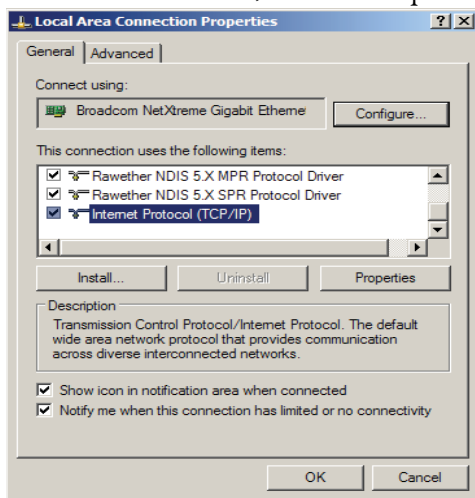 Local Area Connection Properties
General Advanced
Connect using:
Broadcom NetXtreme Gigabit Etherne
Configure...
This connection uses the following items:
Rawether NDIS 5.X MPR Protocol Driver
Rawether NDIS 5.X SPR Protocol Driver
Internet Protocol (TCP/IP)
Install... Uninstall Properties
Description
Transmission Control Protocol/Internet Protocol. The default
wide area network protocol that provides communication
across diverse interconnected networks.
Show icon in notification area when connected
Notify me when this connection has limited or no connectivity
OK Cancel